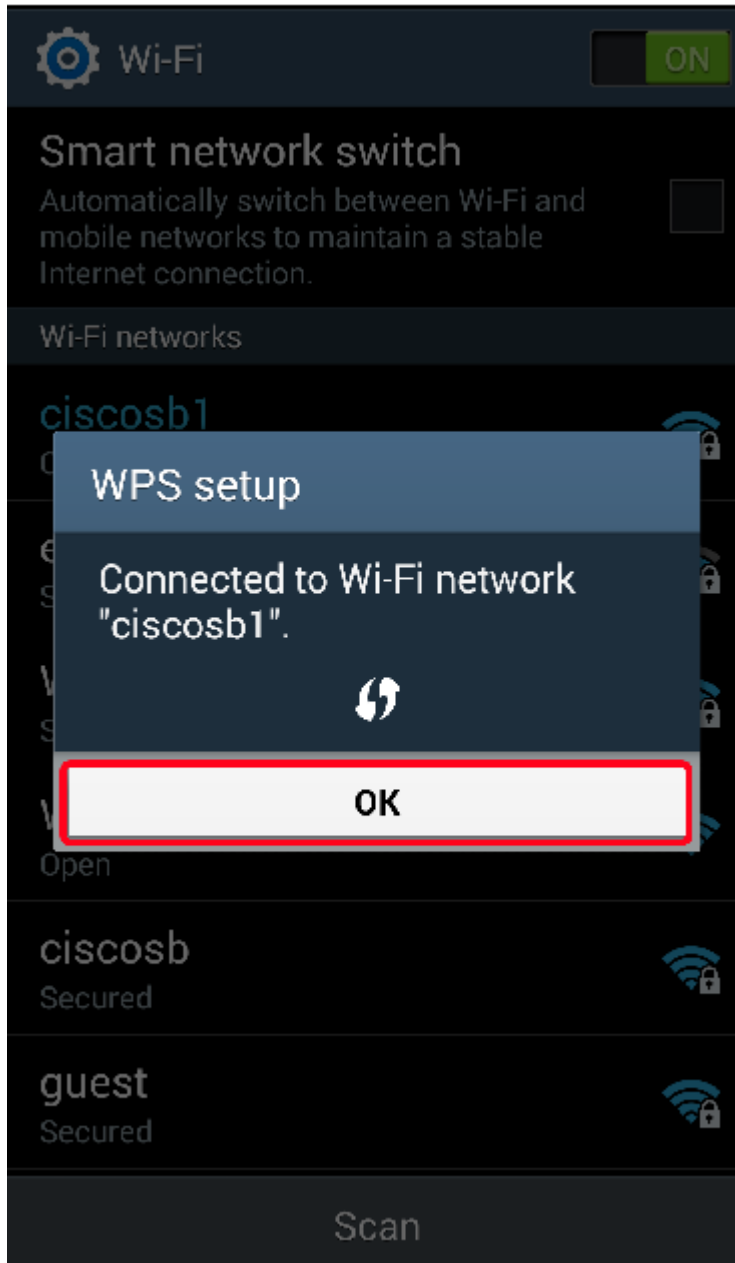 Wi-Fi
ON
Smart network switch
Automatically switch between Wi-Fi and
mobile networks to maintain a stable
Internet connection.
Wi-Fi networks
ciscosb1
WPS setup
Connected to Wi-Fi network
"ciscosb1".
OK
Open
ciscosb
Secured
guest
Secured
Scan